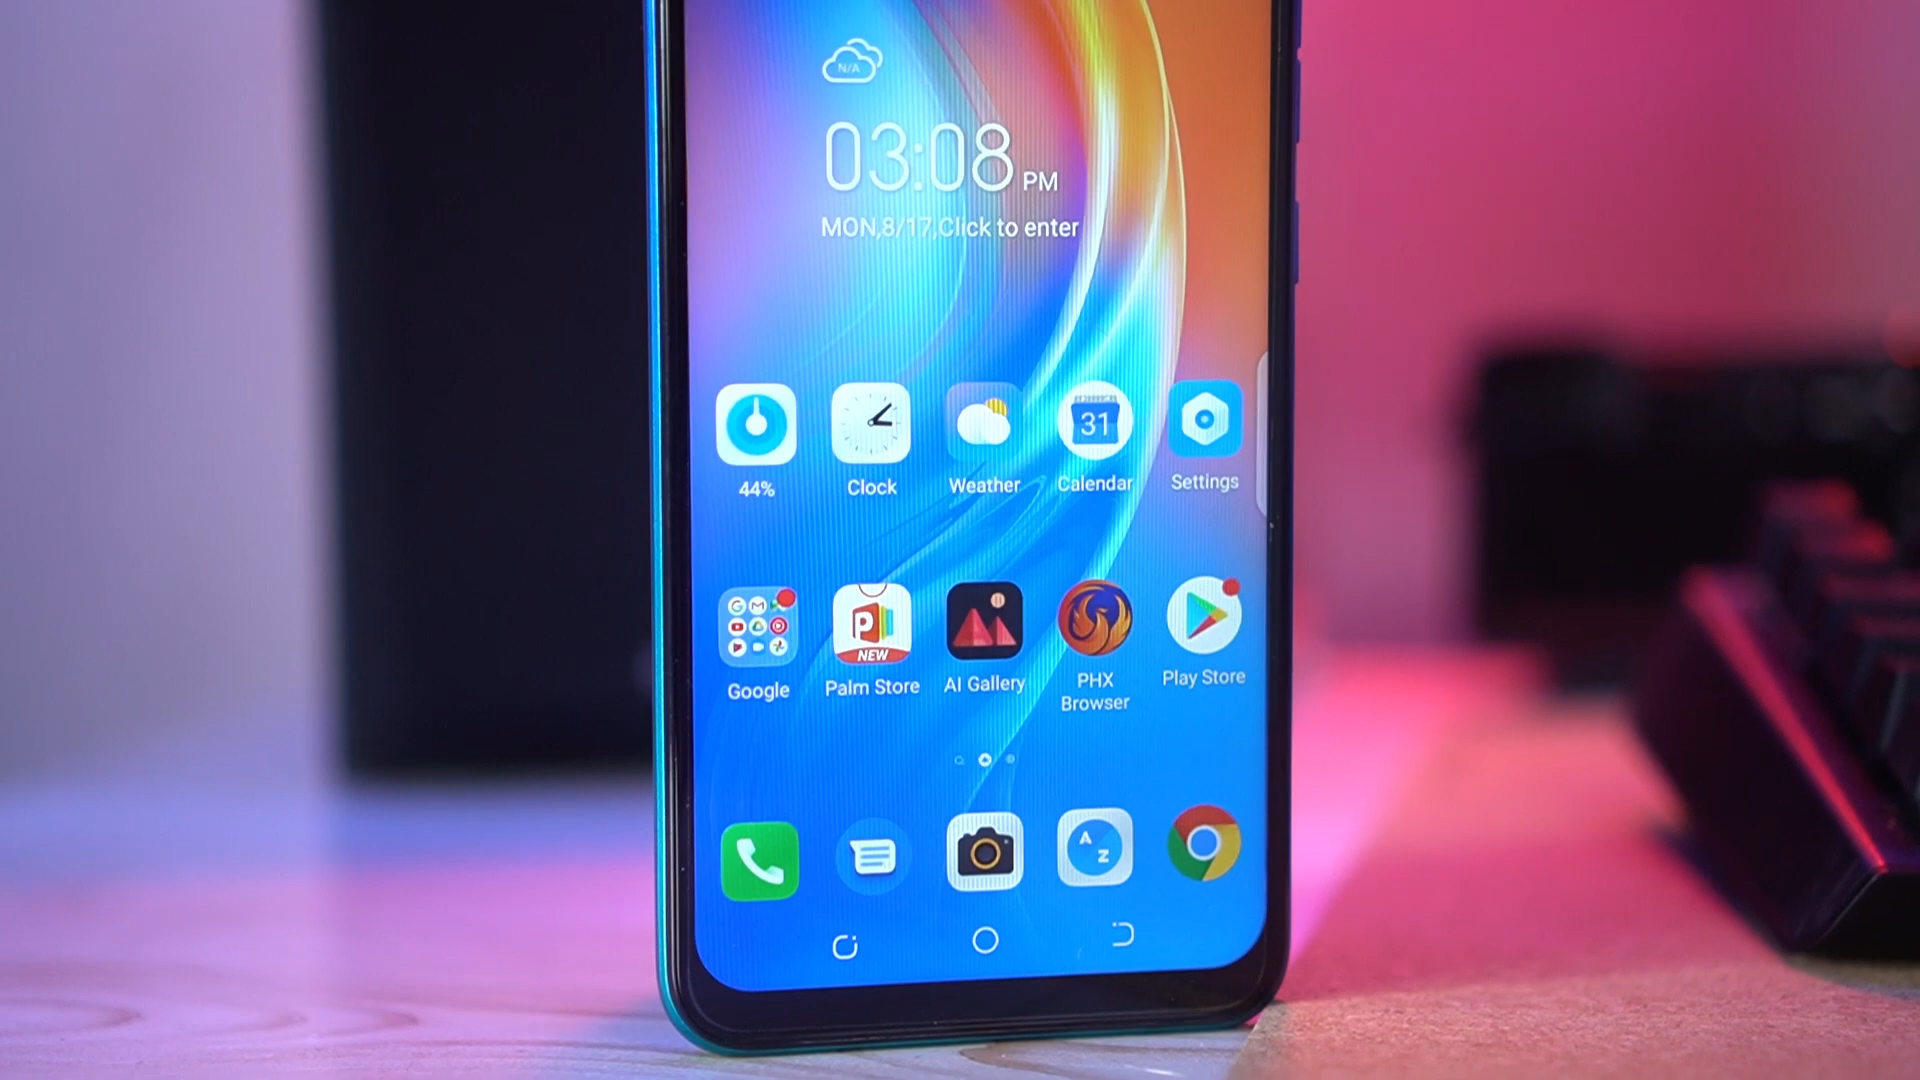 N/A
03:08 PM
MON,8/17,Click to enter
31
44% Clock Weather Calendar Settings
P
NEW
Google Palm Store AI Gallery PHX Browser Play Store
A
Z